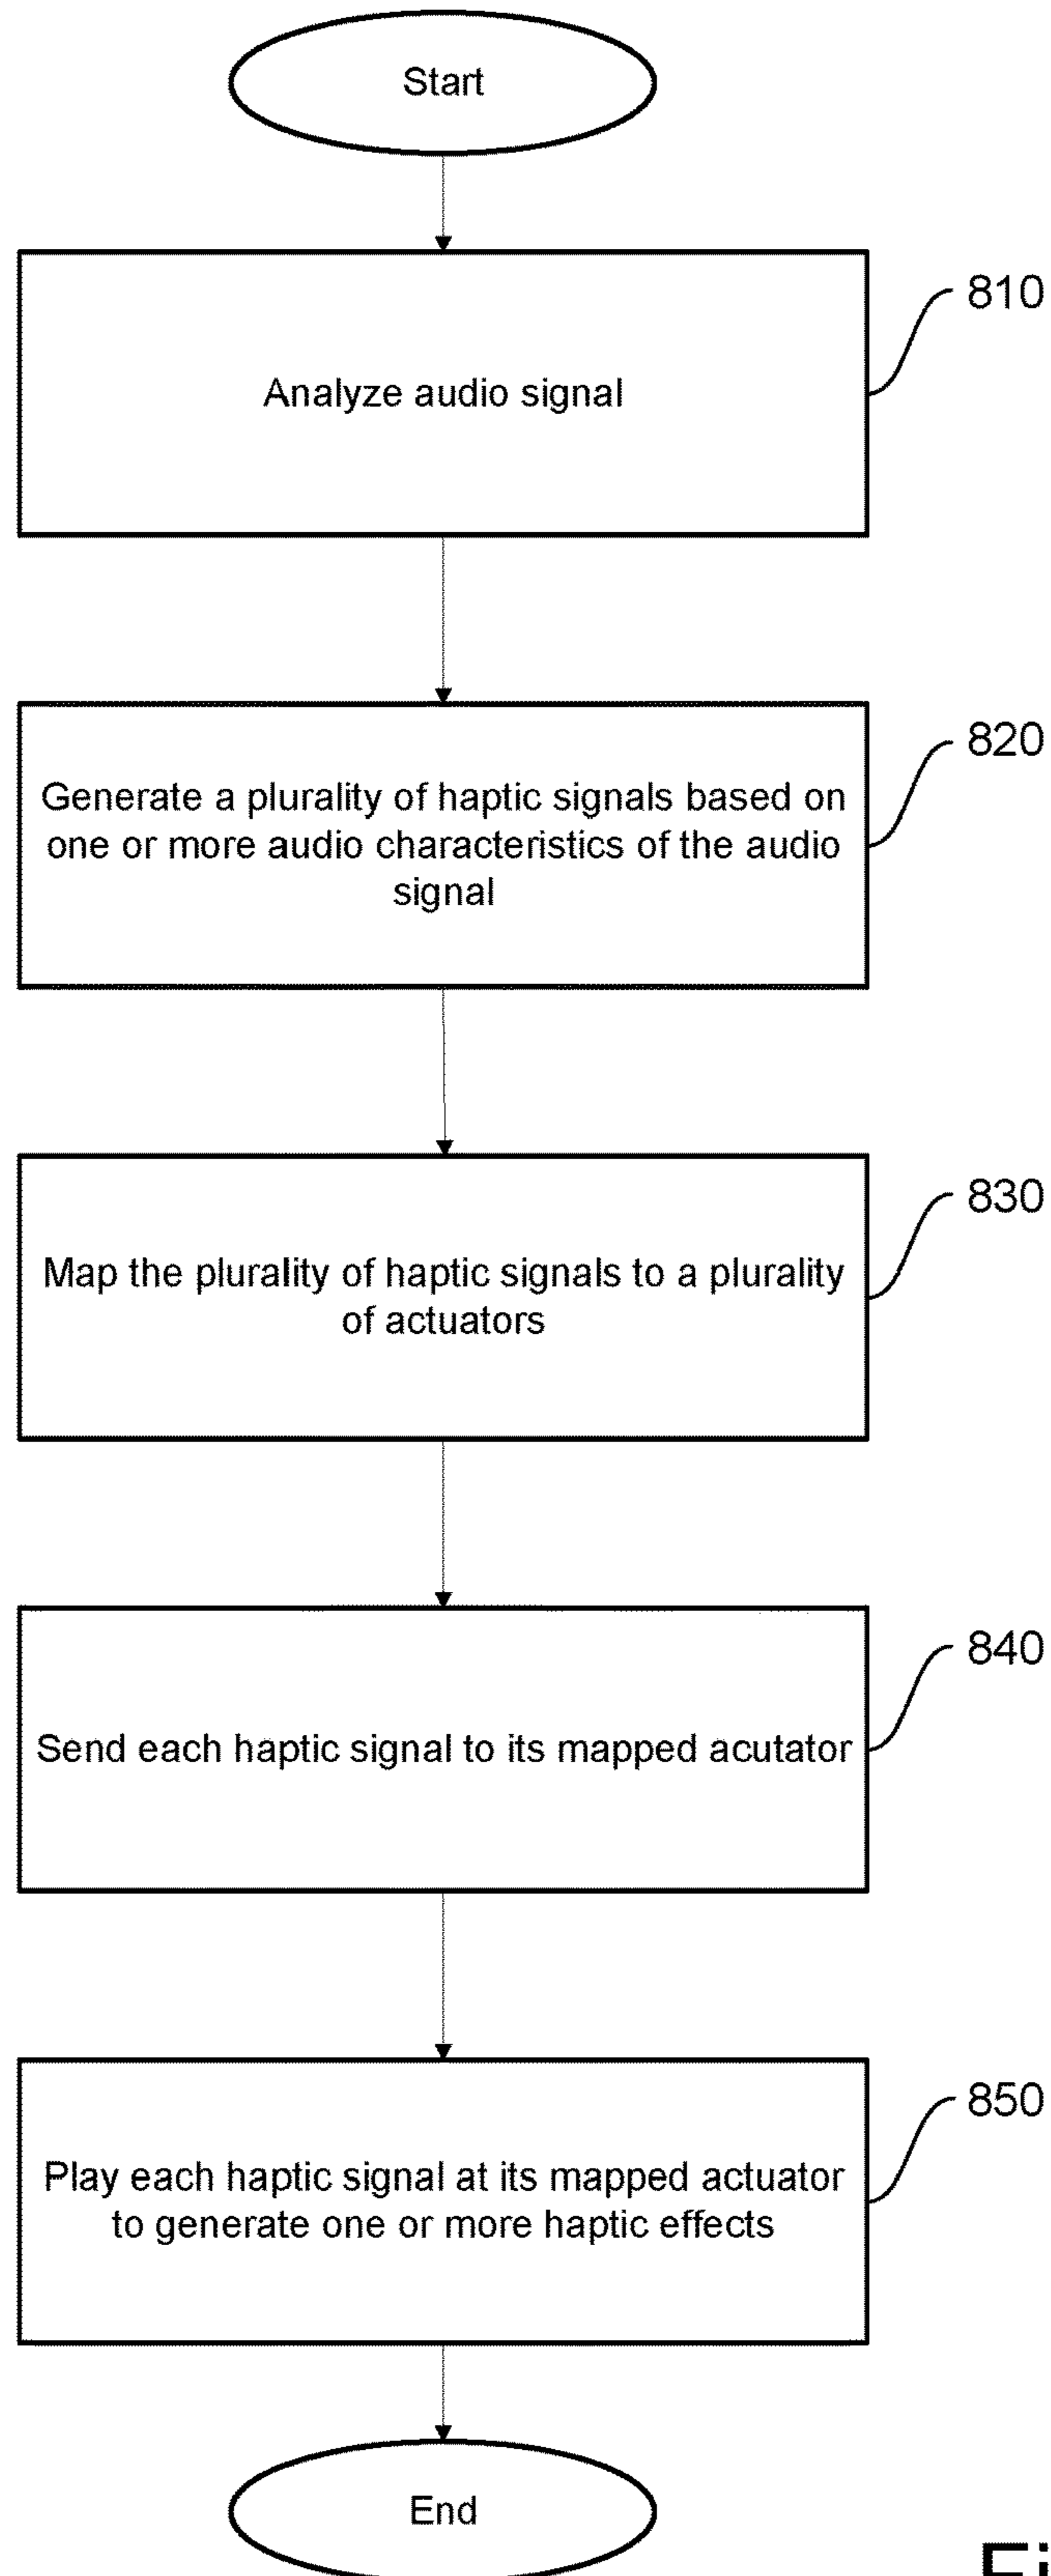 Start
810
Analyze audio signal
820
Generate a plurality of haptic signals based on
one or more audio characteristics of the audio
signal
830
Map the plurality of haptic signals to a plurality
of actuators
840
Send each haptic signal to its mapped acutator
850
Play each haptic signal at its mapped actuator
to generate one or more haptic effects
End